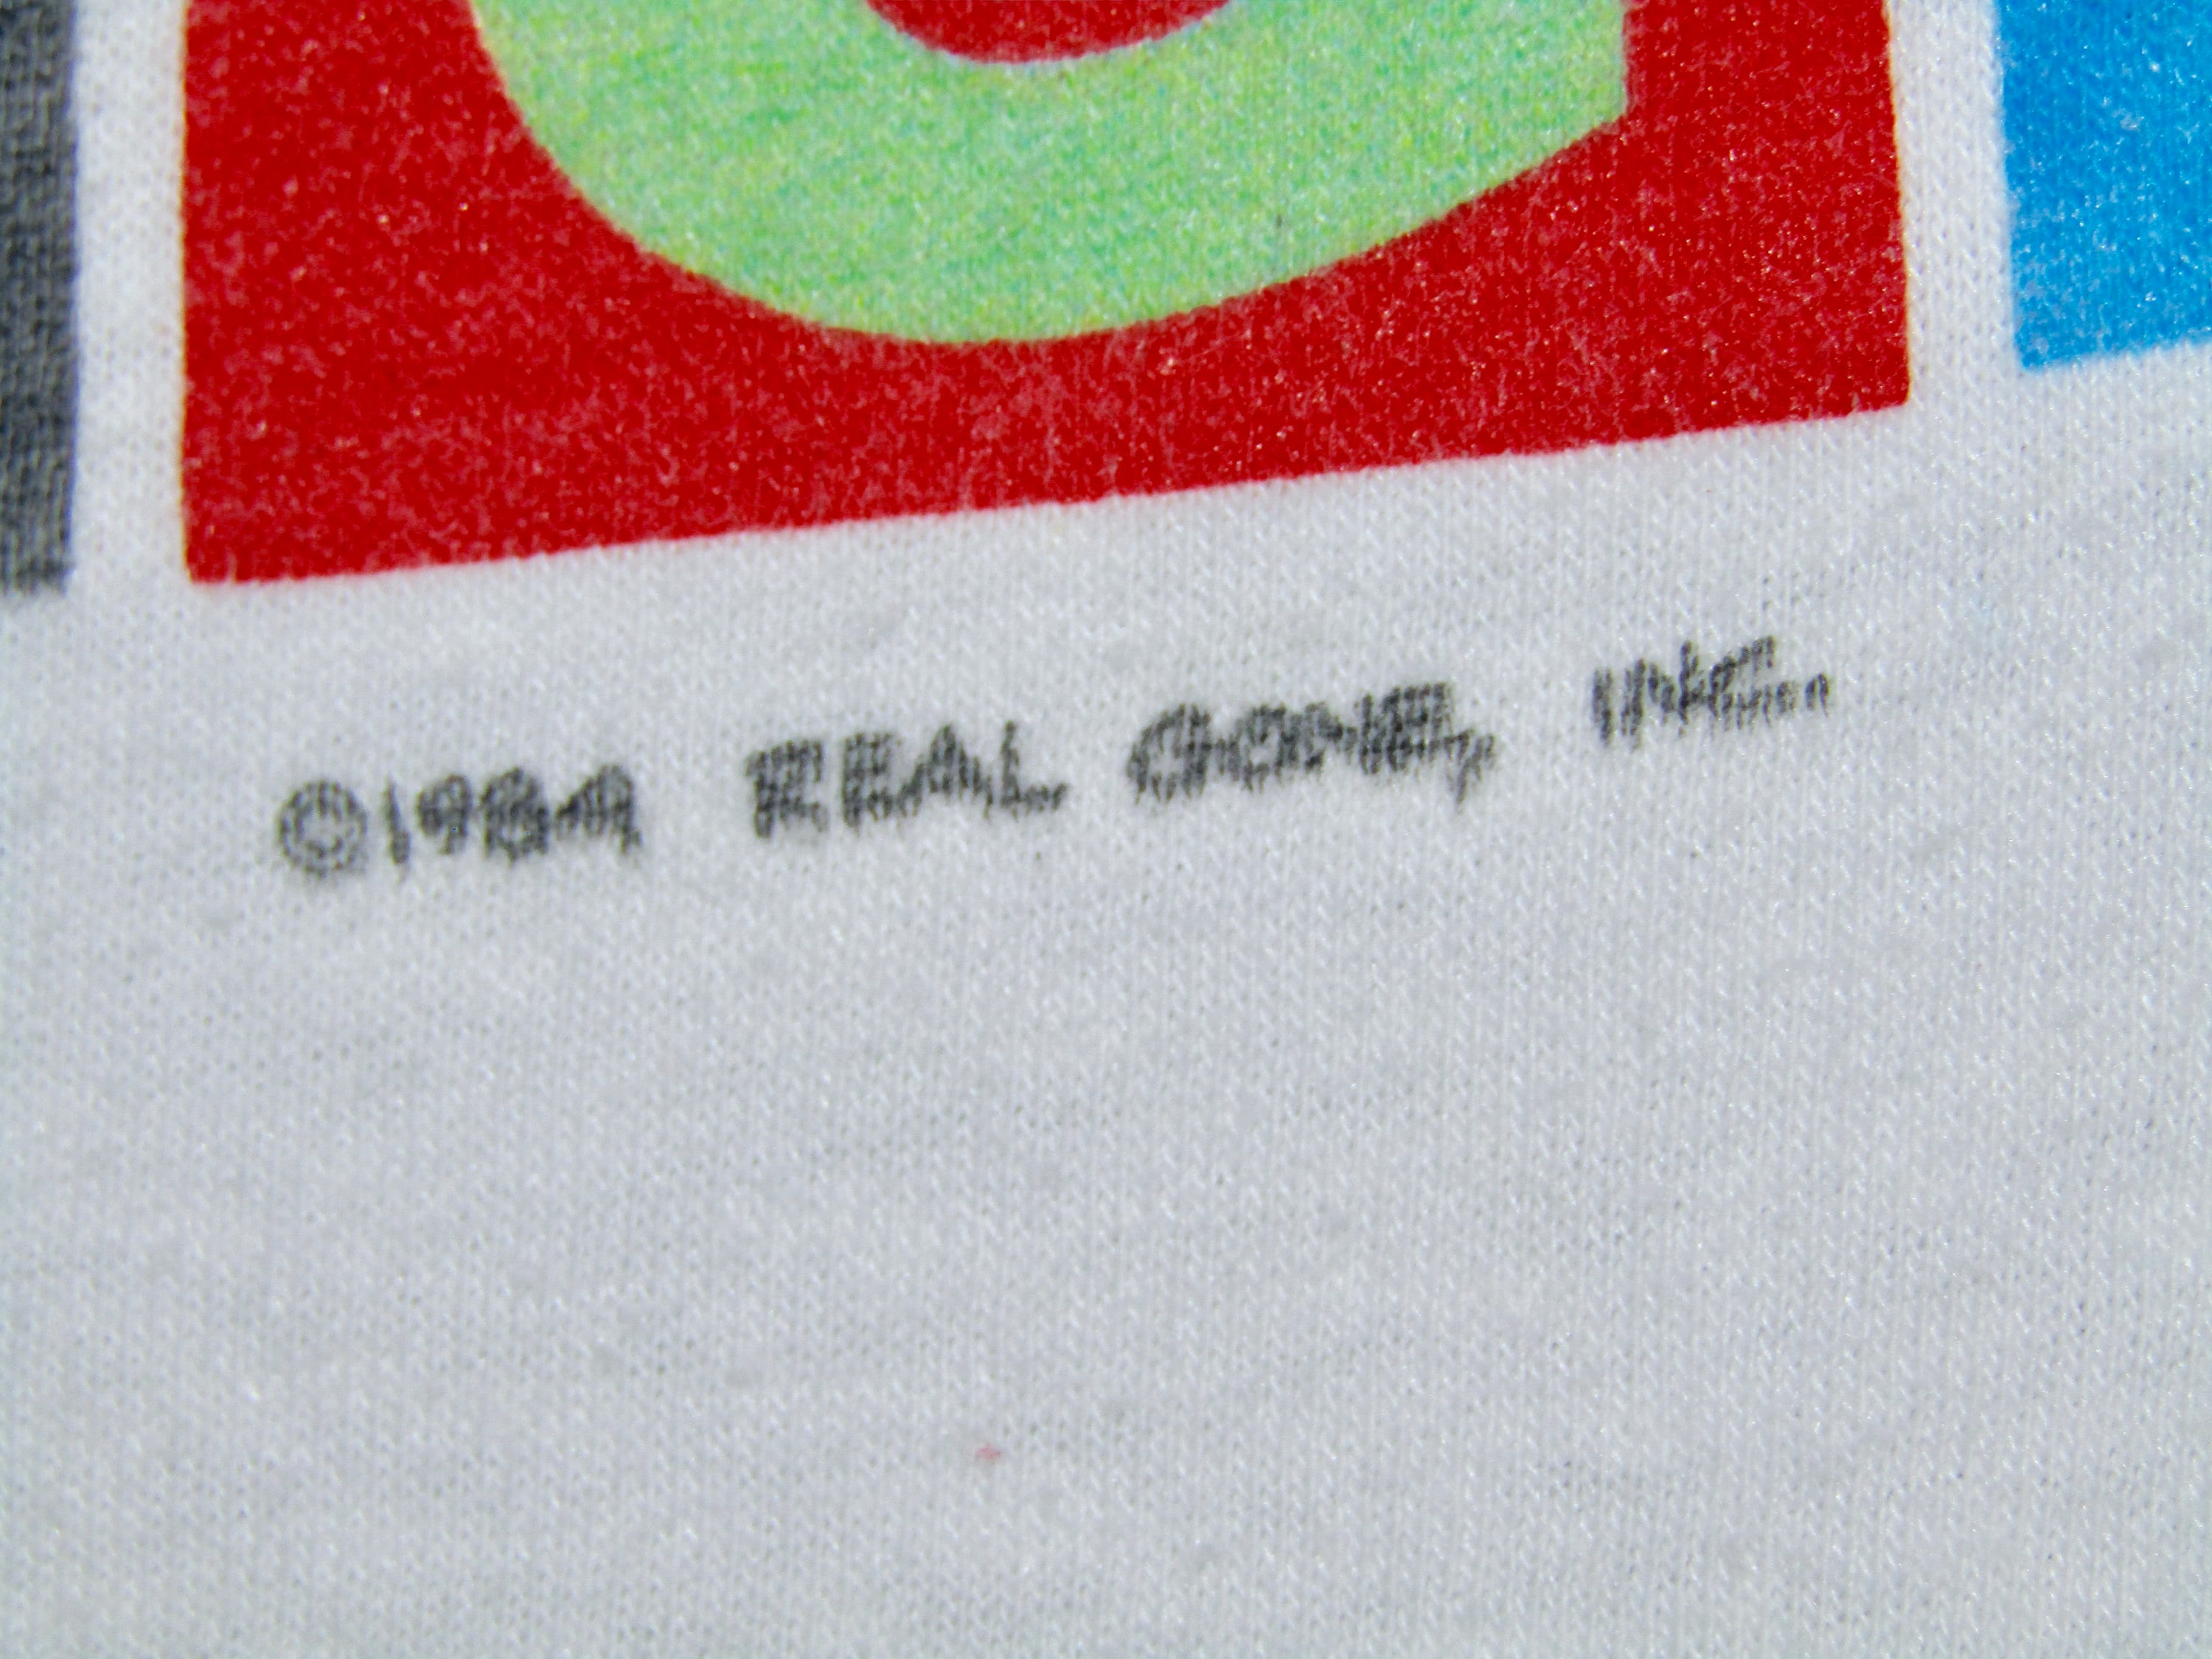 ©1984 REAL GONE, INC.